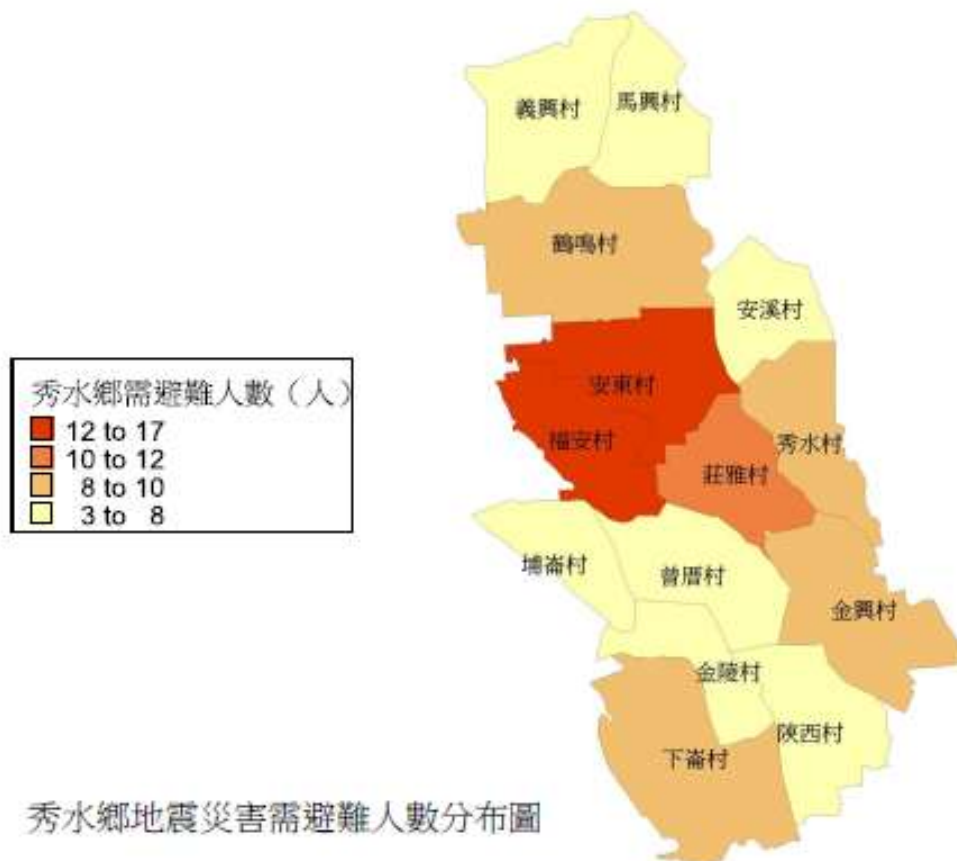 義興村
馬興村
鶴鳴村
安溪村
安東村
福安村
秀水村
莊雅村
埔崙村
曾厝村
金興村
金陵村
陝西村
下崙村
秀水鄉需避難人數（人）
12 to 17
10 to 12
8 to 10
3 to 8
秀水鄉地震災害需避難人數分布圖